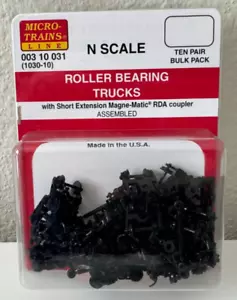 MICRO-
TRAINS®
LINE
003 10 031
(1030-10)
N SCALE
TEN PAIR
BULK PACK
ROLLER BEARING
TRUCKS
with Short Extension Magne-Matic® RDA coupler
ASSEMBLED
Made in the U.S.A.